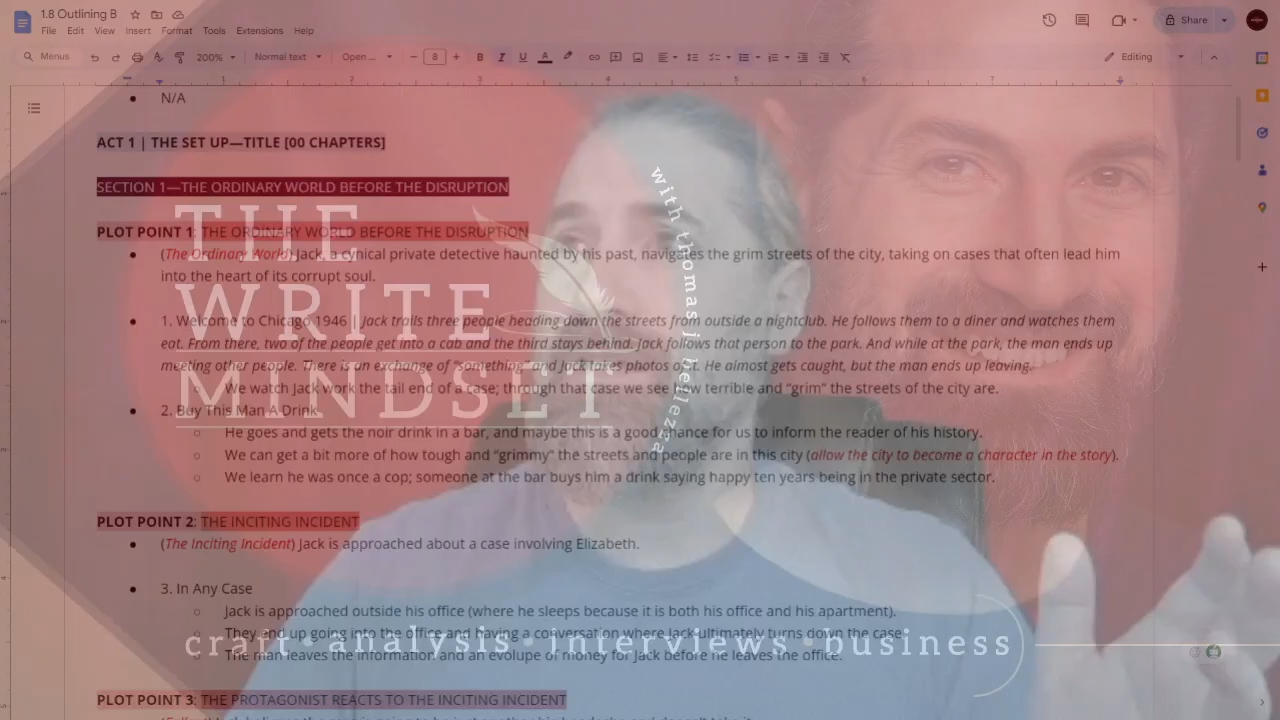 1.8 Outlining B
File Edit View Insert Format Tools Extensions Help
Share
Menus 200% Normal text Open ... 8 Editing
1 2 3 4 5 6 7
N/A
ACT 1 | THE SET UP—TITLE [00 CHAPTERS]
SECTION 1—THE ORDINARY WORLD BEFORE THE DISRUPTION
PLOT POINT 1: THE ORDINARY WORLD BEFORE THE DISRUPTION
(The Ordinary World) Jack, a cynical private detective haunted by his past, navigates the grim streets of the city, taking on cases that often lead him
into the heart of its corrupt soul.
1. Welcome to Chicago 1946 | Jack trails three people heading down the streets from outside a nightclub. He follows them to a diner and watches them
eat. From there, two of the people get into a cab and the third stays behind. Jack follows that person to the park. And while at the park, the man ends up
meeting other people. There is an exchange of “something” and Jack takes photos of it. He almost gets caught, but the man ends up leaving.
We watch Jack work the tail end of a case; through that case we see how terrible and “grim” the streets of the city are.
2. Buy This Man A Drink
He goes and gets the noir drink in a bar, and maybe this is a good chance for us to inform the reader of his history.
We can get a bit more of how tough and “grimmy” the streets and people are in this city (allow the city to become a character in the story).
We learn he was once a cop; someone at the bar buys him a drink saying happy ten years being in the private sector.
PLOT POINT 2: THE INCITING INCIDENT
(The Inciting Incident) Jack is approached about a case involving Elizabeth.
3. In Any Case
Jack is approached outside his office (where he sleeps because it is both his office and his apartment).
They end up going into the office and having a conversation where Jack ultimately turns down the case.
The man leaves the information and an evolupe of money for Jack before he leaves the office.
PLOT POINT 3: THE PROTAGONIST REACTS TO THE INCITING INCIDENT
THE
WRITE
MINDSET
with thomas j bellezza
craft • analysis • interviews • business